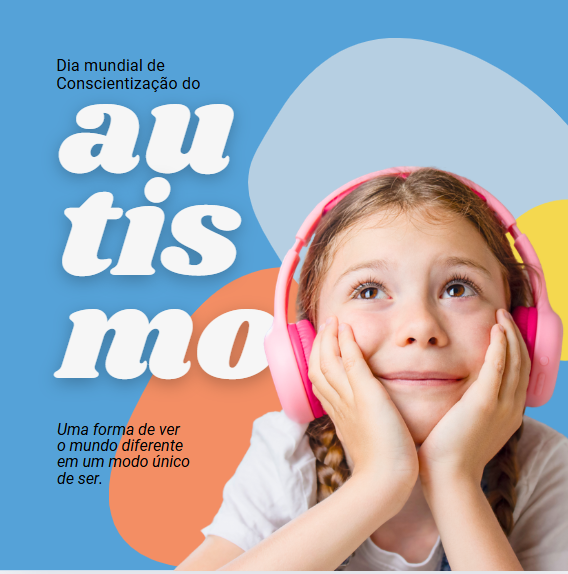 Dia mundial de
Conscientização do
au
tis
mo
Uma forma de ver
o mundo diferente
em um modo único
de ser.